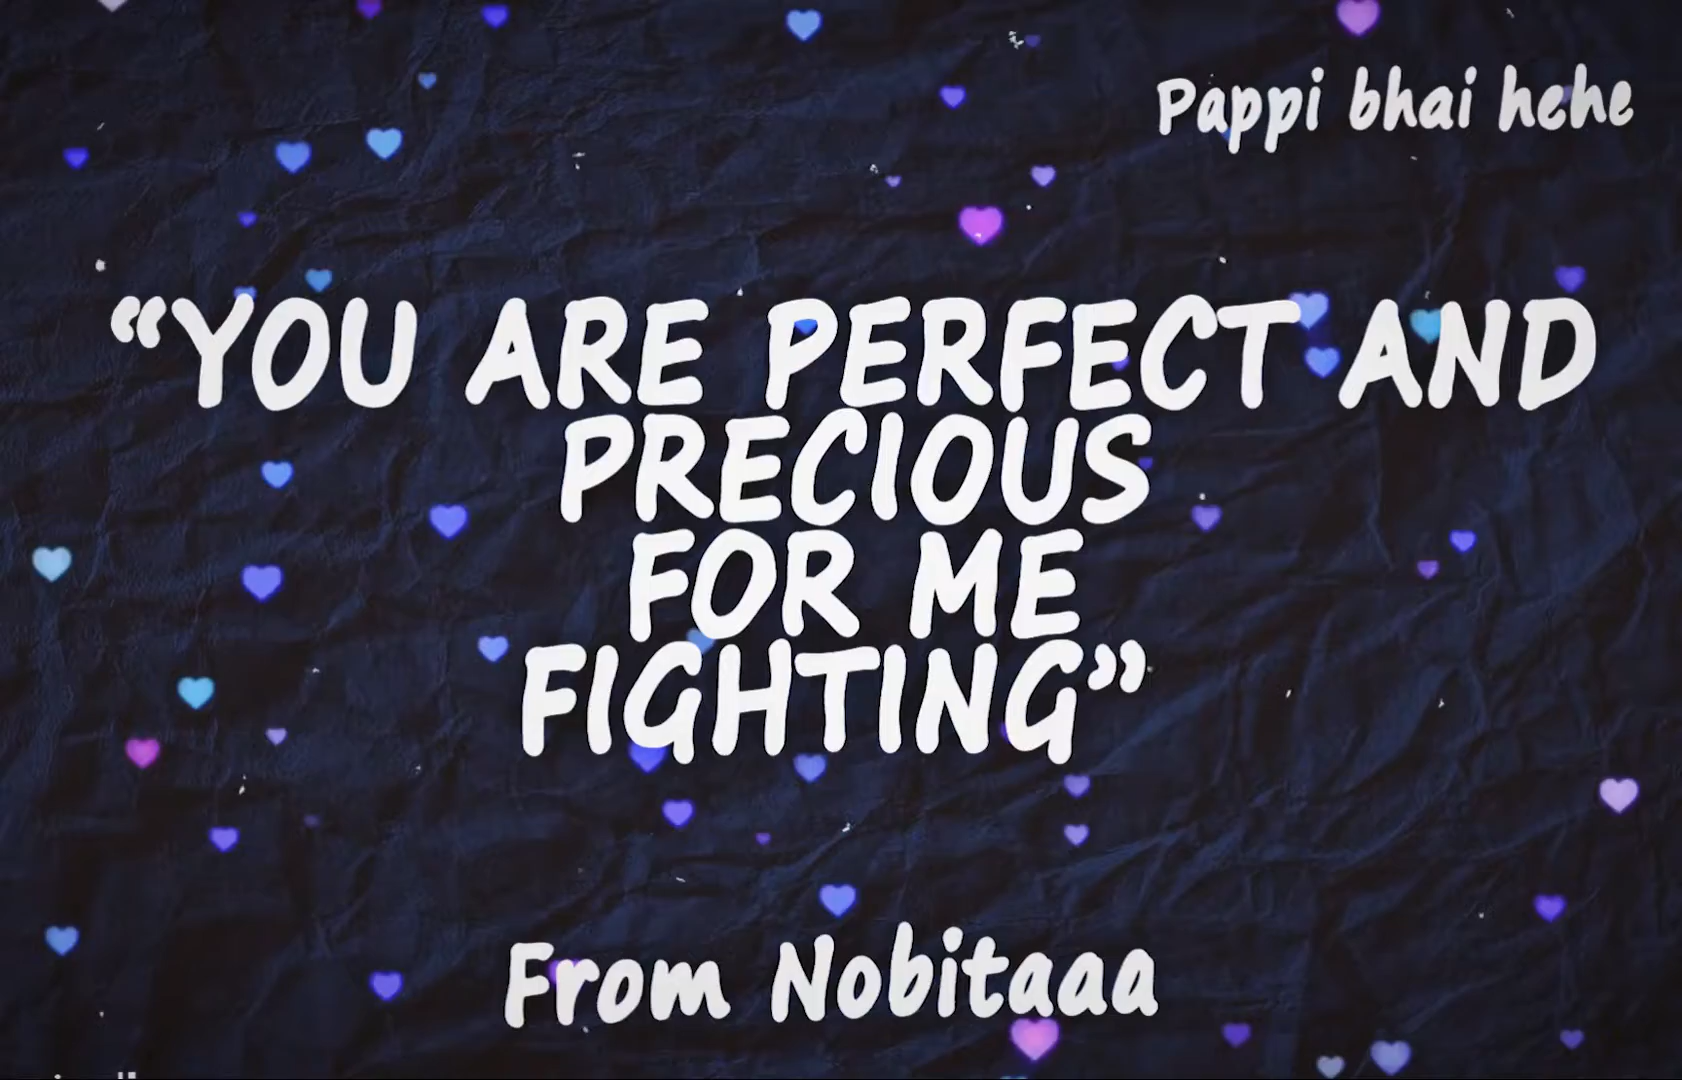 Pappi bhai hehe
“YOU ARE PERFECT AND
PRECIOUS
FOR ME
FIGHTING”
From Nobitaaa